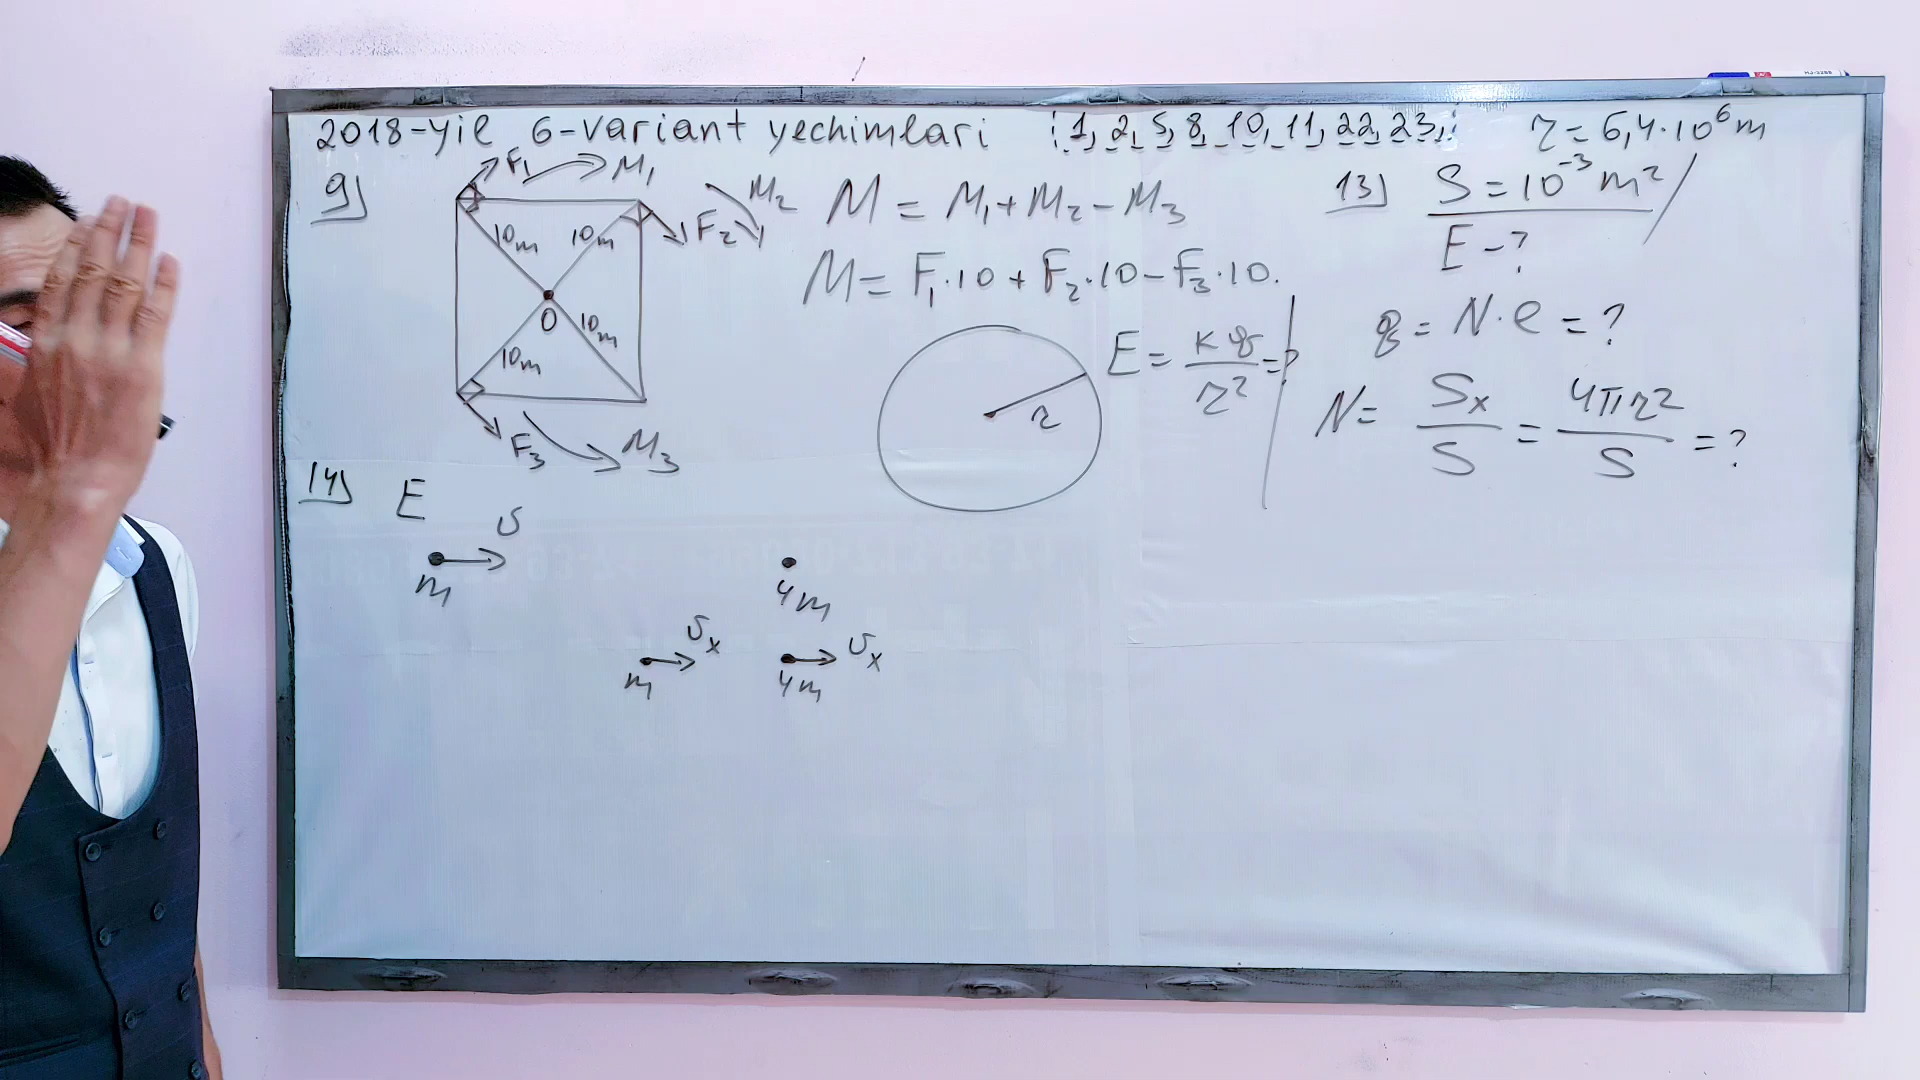 2018-yil 6-variant yechimlari 1, 2, 5, 8, 10, 11, 22, 23, r = 6,4·10⁶ m
9) F₁ M₁ M₂ F₂
10m 10m
O
10m 10m
F₃ M₃
M = M₁ + M₂ - M₃
M = F₁·10 + F₂·10 - F₃·10.
r
E = kq/r² = ?
13) S = 10⁻³ m²
E - ?
q = N·e = ?
N = Sₓ/S = 4πr²/S = ?
14) E
υ
m 4m
υₓ υₓ
m 4m